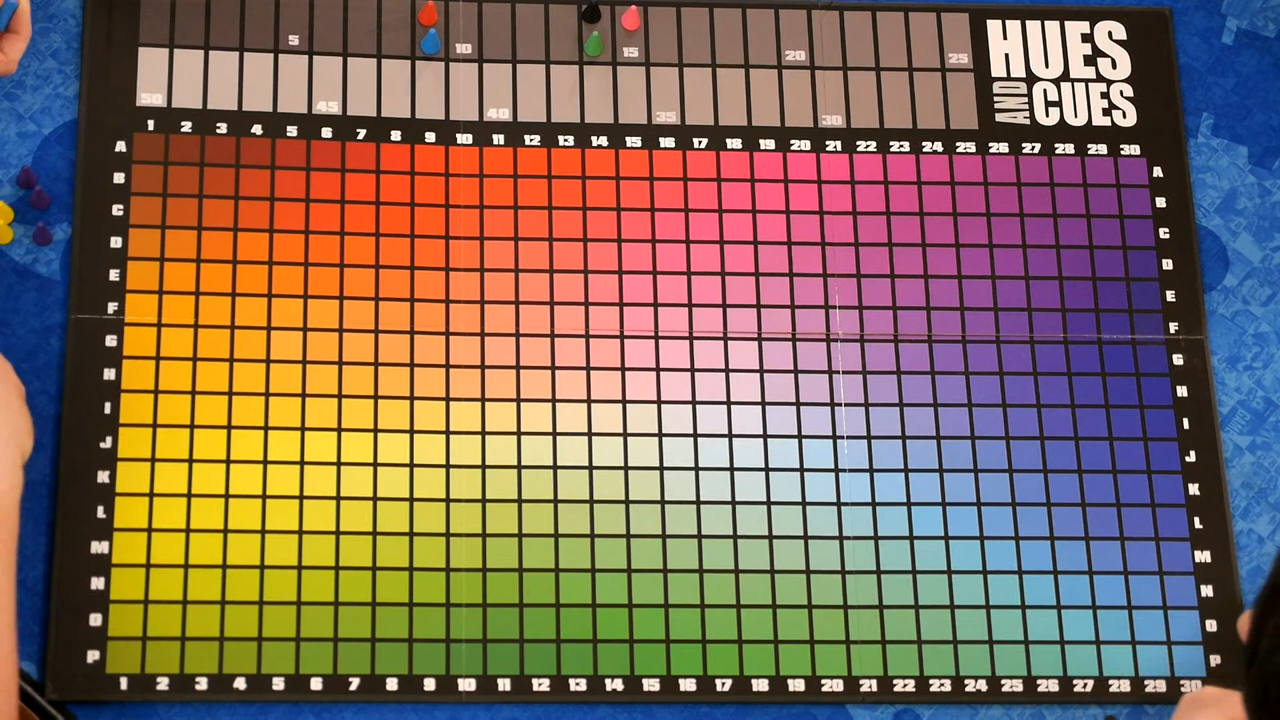 5 10 15 20 25
HUES
AND CUES
50 45 40 35 30
1 2 3 4 5 6 7 8 9 10 11 12 13 14 15 16 17 18 19 20 21 22 23 24 25 26 27 28 29 30
A A
B B
C C
D D
E E
F F
G G
H H
I I
J J
K K
L L
M M
N N
O O
P P
1 2 3 4 5 6 7 8 9 10 11 12 13 14 15 16 17 18 19 20 21 22 23 24 25 26 27 28 29 30